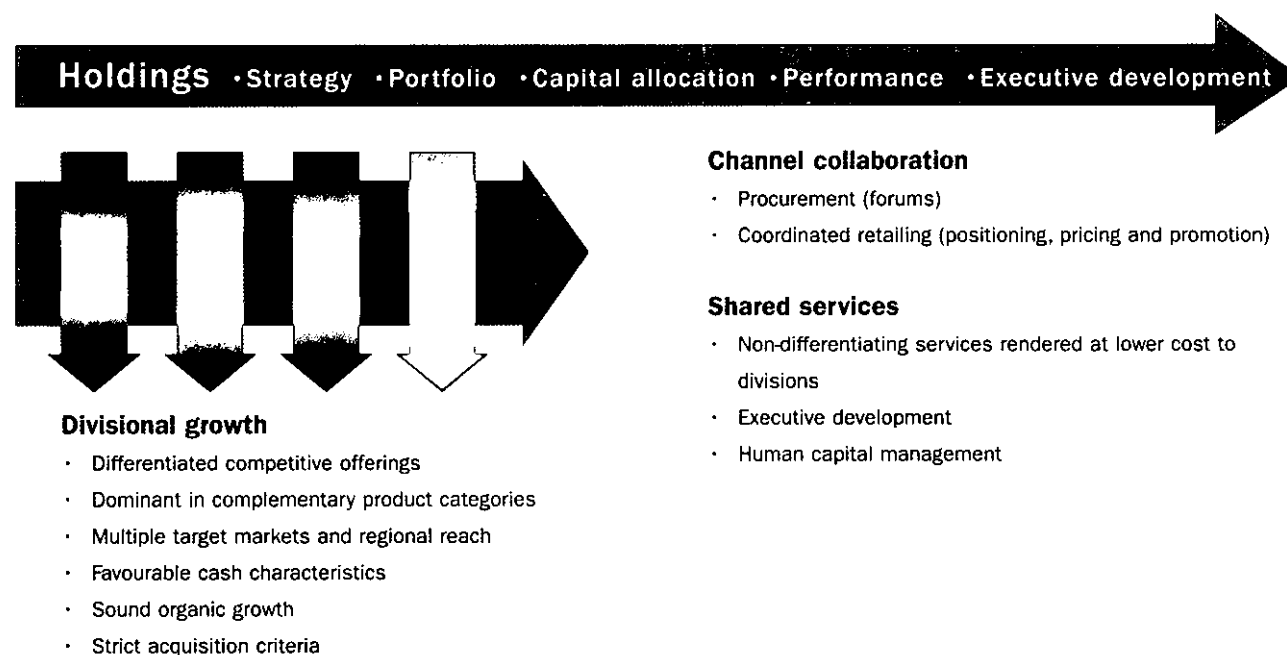 Holdings · Strategy · Portfolio · Capital allocation · Performance · Executive development
Channel collaboration
· Procurement (forums)
· Coordinated retailing (positioning, pricing and promotion)
Shared services
· Non-differentiating services rendered at lower cost to
divisions
· Executive development
· Human capital management
Divisional growth
· Differentiated competitive offerings
· Dominant in complementary product categories
· Multiple target markets and regional reach
· Favourable cash characteristics
· Sound organic growth
· Strict acquisition criteria